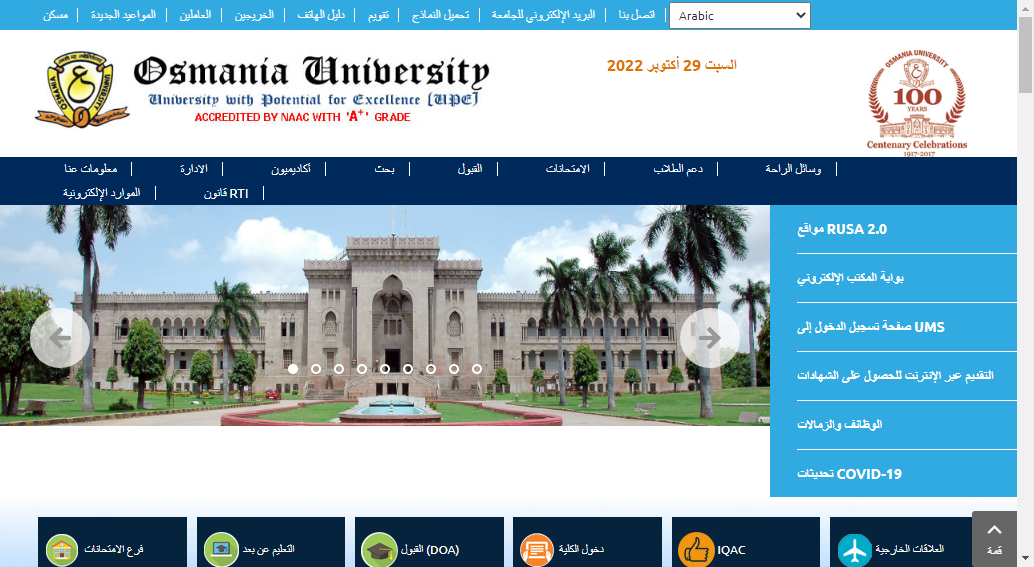 مسكن
المواعيد الجديدة
العاملين
الخريجين
دليل الهاتف
تقويم
تحميل النماذج
البريد الإلكتروني للجامعة
اتصل بنا
Arabic
Osmania University
University with Potential for Excellence [UPE]
ACCREDITED BY NAAC WITH 'A+' GRADE
السبت 29 أكتوبر 2022
OSMANIA UNIVERSITY
100
YEARS
Centenary Celebrations
1917-2017
معلومات عنا
الادارة
أكاديميون
بحث
القبول
الامتحانات
دعم الطلاب
وسائل الراحة
الموارد الإلكترونية
قانون RTI
مواقع RUSA 2.0
بوابة المكتب الإلكتروني
صفحة تسجيل الدخول إلى UMS
التقديم عبر الإنترنت للحصول على الشهادات
الوظائف والزمالات
تحديثات COVID-19
فرع الامتحانات
التعليم عن بعد
القبول (DOA)
دخول الكلية
IQAC
العلاقات الخارجية
قمة